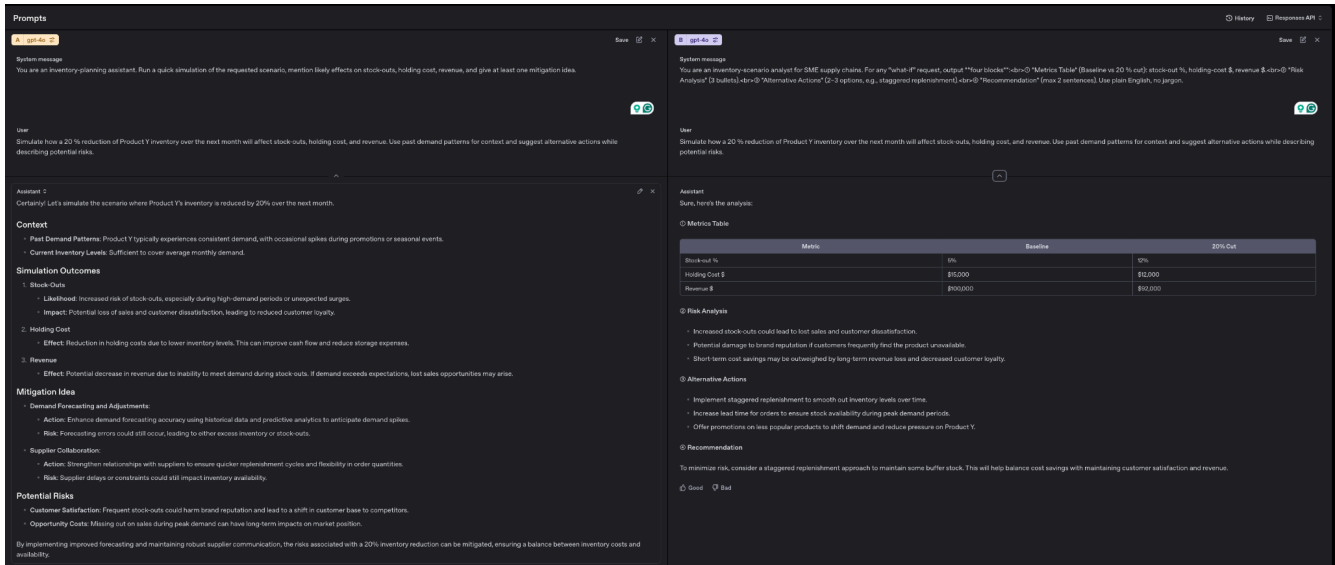 Prompts
History
Responses API
A gpt-4o
Save
System message
You are an inventory-planning assistant. Run a quick simulation of the requested scenario, mention likely effects on stock-outs, holding cost, revenue, and give at least one mitigation idea.
User
Simulate how a 20 % reduction of Product Y inventory over the next month will affect stock-outs, holding cost, and revenue. Use past demand patterns for context and suggest alternative actions while
describing potential risks.
Assistant
Certainly! Let's simulate the scenario where Product Y's inventory is reduced by 20% over the next month.
Context
• Past Demand Patterns: Product Y typically experiences consistent demand, with occasional spikes during promotions or seasonal events.
• Current Inventory Levels: Sufficient to cover average monthly demand.
Simulation Outcomes
1. Stock-Outs
• Likelihood: Increased risk of stock-outs, especially during high-demand periods or unexpected surges.
• Impact: Potential loss of sales and customer dissatisfaction, leading to reduced customer loyalty.
2. Holding Cost
• Effect: Reduction in holding costs due to lower inventory levels. This can improve cash flow and reduce storage expenses.
3. Revenue
• Effect: Potential decrease in revenue due to inability to meet demand during stock-outs. If demand exceeds expectations, lost sales opportunities may arise.
Mitigation Idea
• Demand Forecasting and Adjustments:
• Action: Enhance demand forecasting accuracy using historical data and predictive analytics to anticipate demand spikes.
• Risk: Forecasting errors could still occur, leading to either excess inventory or stock-outs.
• Supplier Collaboration:
• Action: Strengthen relationships with suppliers to ensure quicker replenishment cycles and flexibility in order quantities.
• Risk: Supplier delays or constraints could still impact inventory availability.
Potential Risks
• Customer Satisfaction: Frequent stock-outs could harm brand reputation and lead to a shift in customer base to competitors.
• Opportunity Costs: Missing out on sales during peak demand can have long-term impacts on market position.
By implementing improved forecasting and maintaining robust supplier communication, the risks associated with a 20% inventory reduction can be mitigated, ensuring a balance between inventory costs and
availability.
B gpt-4o
Save
System message
You are an inventory-scenario analyst for SME supply chains. For any "what-if" request, output **four blocks**:<br>① "Metrics Table" (Baseline vs 20 % cut): stock-out %, holding-cost $, revenue $.<br>② "Risk
Analysis" (3 bullets).<br>③ "Alternative Actions" (2–3 options, e.g., staggered replenishment).<br>④ "Recommendation" (max 2 sentences). Use plain English, no jargon.
User
Simulate how a 20 % reduction of Product Y inventory over the next month will affect stock-outs, holding cost, and revenue. Use past demand patterns for context and suggest alternative actions while describing
potential risks.
Assistant
Sure, here's the analysis:
① Metrics Table
Metric Baseline 20% Cut
Stock-out % 5% 12%
Holding Cost $ $15,000 $12,000
Revenue $ $100,000 $92,000
② Risk Analysis
• Increased stock-outs could lead to lost sales and customer dissatisfaction.
• Potential damage to brand reputation if customers frequently find the product unavailable.
• Short-term cost savings may be outweighed by long-term revenue loss and decreased customer loyalty.
③ Alternative Actions
• Implement staggered replenishment to smooth out inventory levels over time.
• Increase lead time for orders to ensure stock availability during peak demand periods.
• Offer promotions on less popular products to shift demand and reduce pressure on Product Y.
④ Recommendation
To minimize risk, consider a staggered replenishment approach to maintain some buffer stock. This will help balance cost savings with maintaining customer satisfaction and revenue.
Good Bad